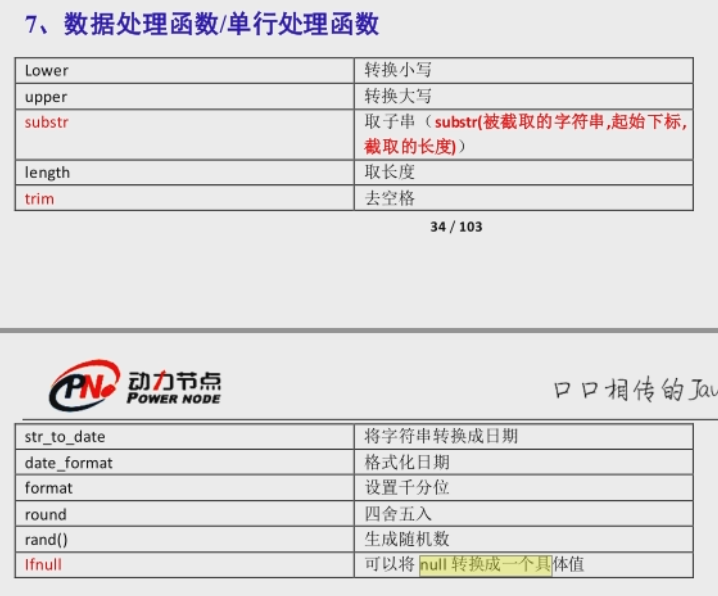 7、数据处理函数/单行处理函数
Lower 转换小写
upper 转换大写
substr 取子串（substr(被截取的字符串,起始下标,
截取的长度)）
length 取长度
trim 去空格
34 / 103
PN 动力节点
POWER NODE
口口相传的
str_to_date 将字符串转换成日期
date_format 格式化日期
format 设置千分位
round 四舍五入
rand() 生成随机数
Ifnull 可以将 null 转换成一个具体值